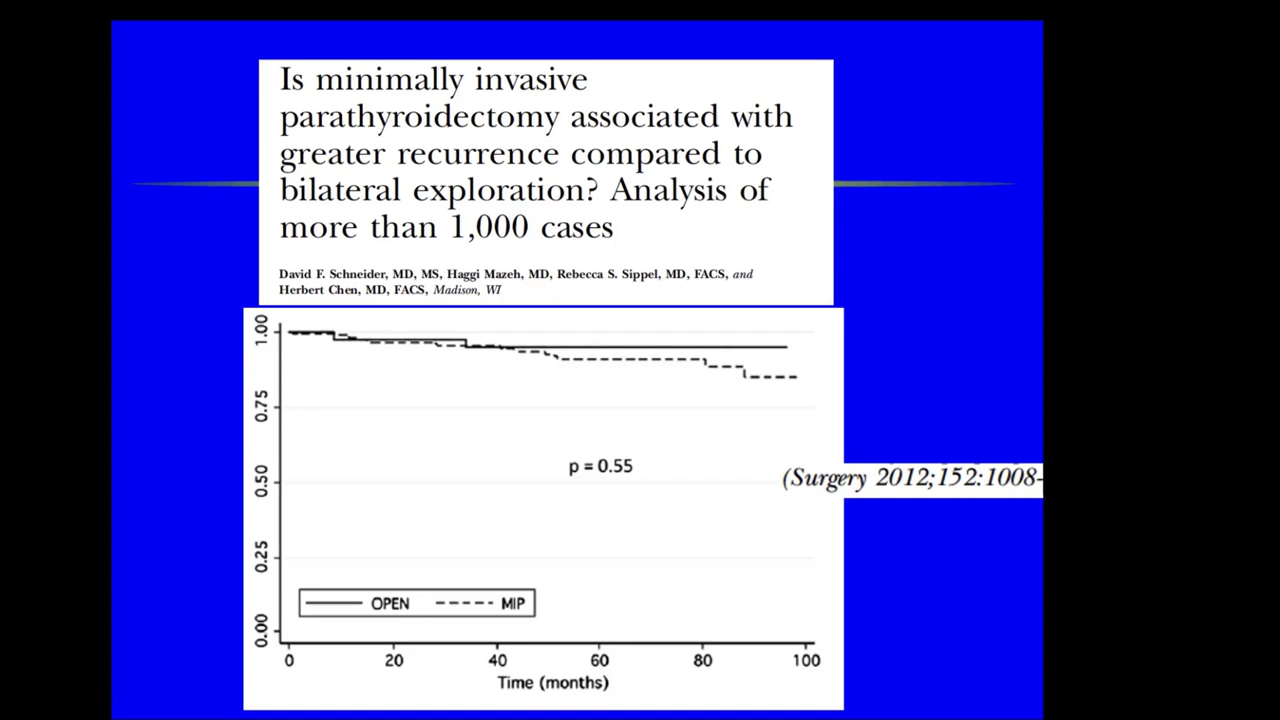 Is minimally invasive
parathyroidectomy associated with
greater recurrence compared to
bilateral exploration? Analysis of
more than 1,000 cases
David F. Schneider, MD, MS, Haggi Mazeh, MD, Rebecca S. Sippel, MD, FACS, and
Herbert Chen, MD, FACS, Madison, WI
1.00
0.75
p = 0.55
(Surgery 2012;152:1008-
0.50
0.25
OPEN MIP
0.00
0 20 40 60 80 100
Time (months)